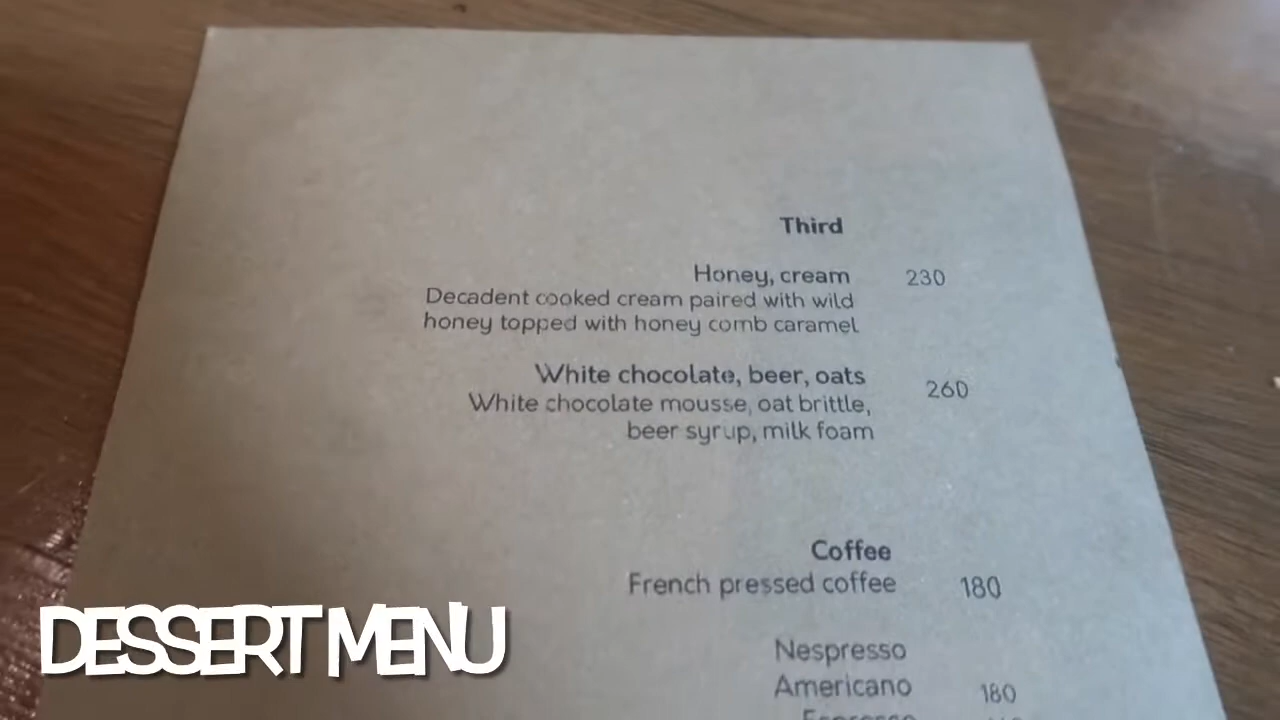 Third
Honey, cream 230
Decadent cooked cream paired with wild
honey topped with honey comb caramel
White chocolate, beer, oats
260
White chocolate mousse, oat brittle,
beer syrup, milk foam
Coffee
French pressed coffee 180
Nespresso
Americano 180
Espresso
DESSERT MENU